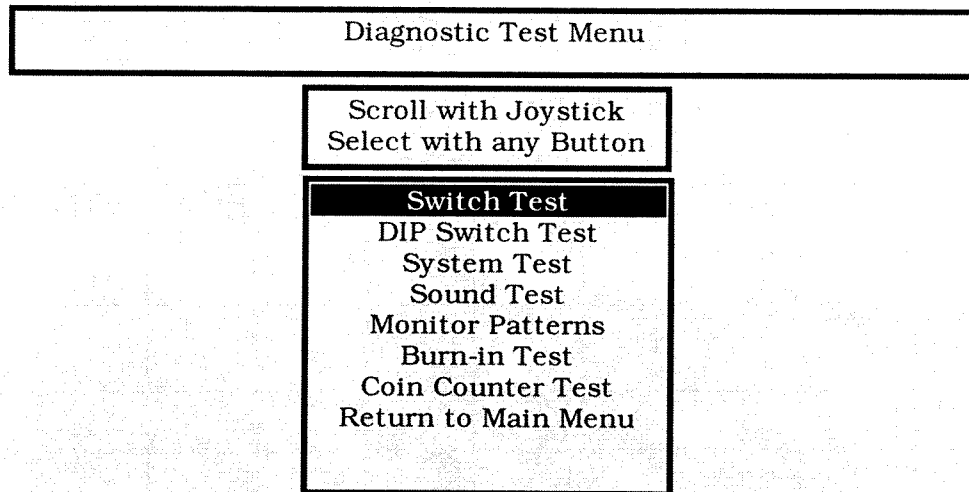 Diagnostic Test Menu
Scroll with Joystick
Select with any Button
Switch Test
DIP Switch Test
System Test
Sound Test
Monitor Patterns
Burn-in Test
Coin Counter Test
Return to Main Menu